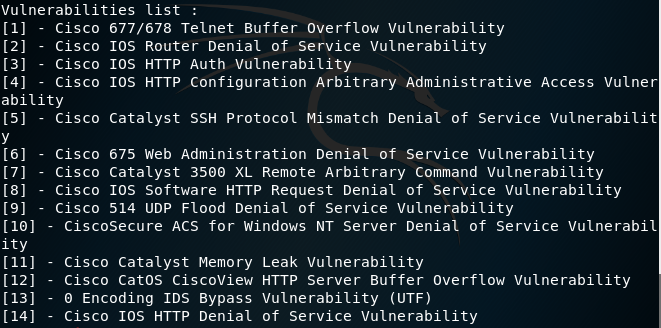 Vulnerabilities list :
[1] - Cisco 677/678 Telnet Buffer Overflow Vulnerability
[2] - Cisco IOS Router Denial of Service Vulnerability
[3] - Cisco IOS HTTP Auth Vulnerability
[4] - Cisco IOS HTTP Configuration Arbitrary Administrative Access Vulner
ability
[5] - Cisco Catalyst SSH Protocol Mismatch Denial of Service Vulnerabilit
y
[6] - Cisco 675 Web Administration Denial of Service Vulnerability
[7] - Cisco Catalyst 3500 XL Remote Arbitrary Command Vulnerability
[8] - Cisco IOS Software HTTP Request Denial of Service Vulnerability
[9] - Cisco 514 UDP Flood Denial of Service Vulnerability
[10] - CiscoSecure ACS for Windows NT Server Denial of Service Vulnerabil
ity
[11] - Cisco Catalyst Memory Leak Vulnerability
[12] - Cisco CatOS CiscoView HTTP Server Buffer Overflow Vulnerability
[13] - 0 Encoding IDS Bypass Vulnerability (UTF)
[14] - Cisco IOS HTTP Denial of Service Vulnerability